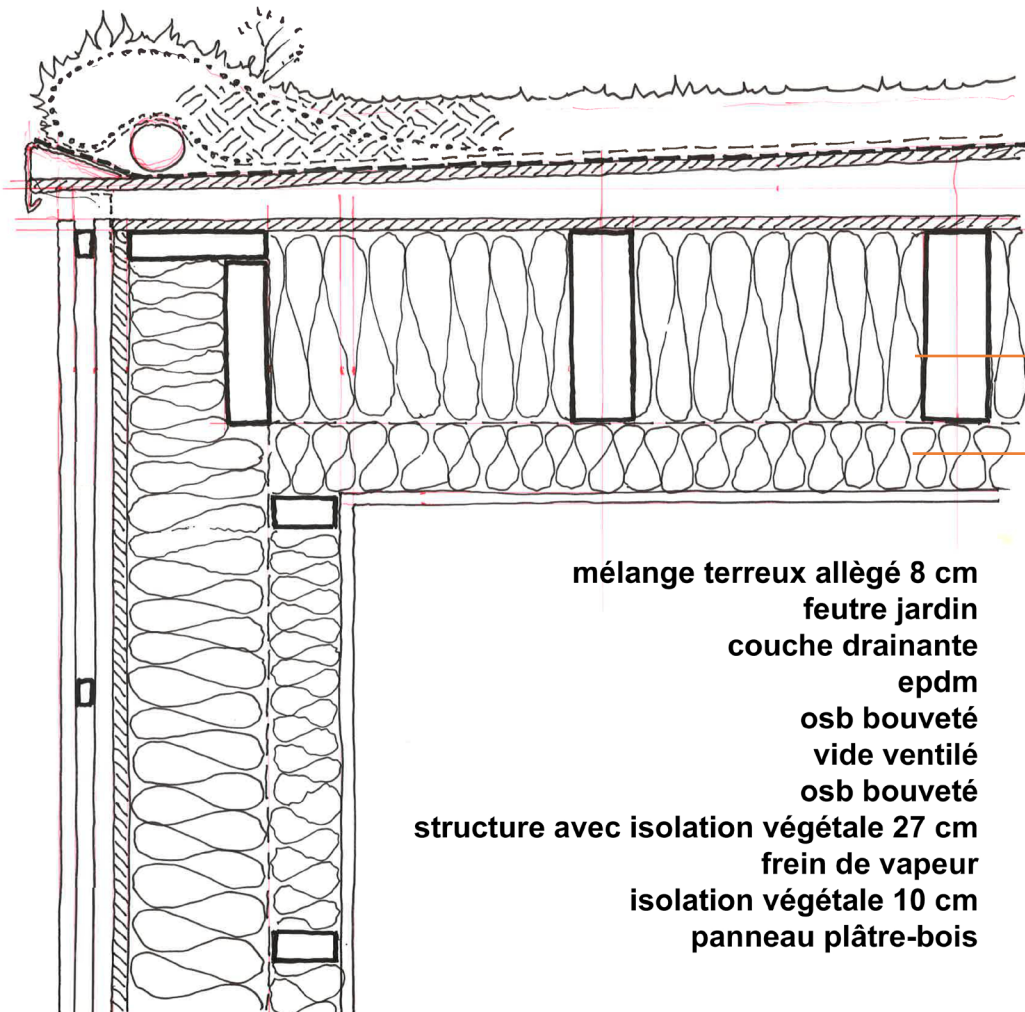 mélange terreux allègé 8 cm
feutre jardin
couche drainante
epdm
osb bouveté
vide ventilé
osb bouveté
structure avec isolation végétale 27 cm
frein de vapeur
isolation végétale 10 cm
panneau plâtre-bois